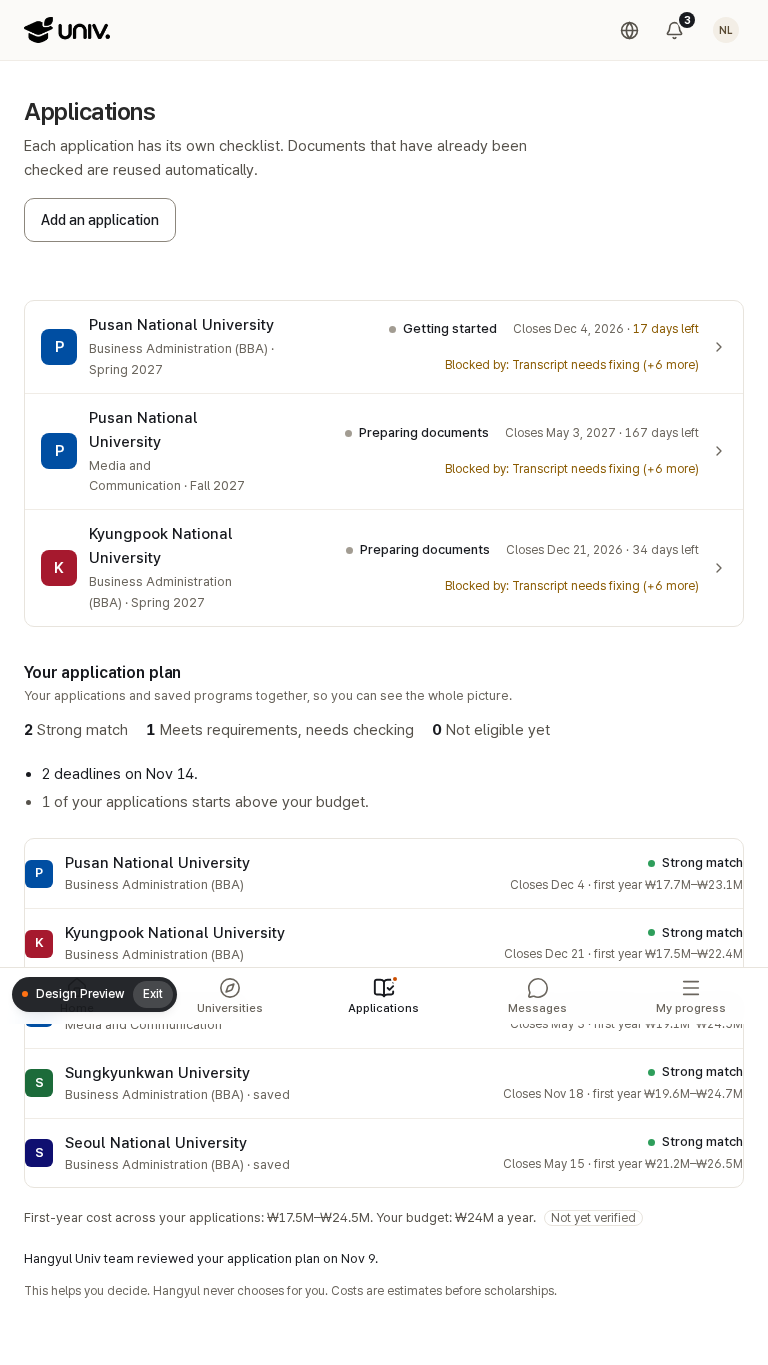 UNIV.
3
NL
Applications
Each application has its own checklist. Documents that have already been
checked are reused automatically.
Add an application
P
Pusan National University
Business Administration (BBA) ·
Spring 2027
Getting started
Closes Dec 4, 2026 · 17 days left
Blocked by: Transcript needs fixing (+6 more)
P
Pusan National
University
Media and
Communication · Fall 2027
Preparing documents
Closes May 3, 2027 · 167 days left
Blocked by: Transcript needs fixing (+6 more)
K
Kyungpook National
University
Business Administration
(BBA) · Spring 2027
Preparing documents
Closes Dec 21, 2026 · 34 days left
Blocked by: Transcript needs fixing (+6 more)
Your application plan
Your applications and saved programs together, so you can see the whole picture.
2 Strong match 1 Meets requirements, needs checking 0 Not eligible yet
• 2 deadlines on Nov 14.
• 1 of your applications starts above your budget.
P
Pusan National University
Business Administration (BBA)
Strong match
Closes Dec 4 · first year ₩17.7M–₩23.1M
K
Kyungpook National University
Business Administration (BBA)
Strong match
Closes Dec 21 · first year ₩17.5M–₩22.4M
Design Preview Exit
Home
Universities
Applications
Messages
My progress
Media and Communication
Closes May 3 · first year ₩19.1M–₩24.5M
S
Sungkyunkwan University
Business Administration (BBA) · saved
Strong match
Closes Nov 18 · first year ₩19.6M–₩24.7M
S
Seoul National University
Business Administration (BBA) · saved
Strong match
Closes May 15 · first year ₩21.2M–₩26.5M
First-year cost across your applications: ₩17.5M–₩24.5M. Your budget: ₩24M a year. Not yet verified
Hangyul Univ team reviewed your application plan on Nov 9.
This helps you decide. Hangyul never chooses for you. Costs are estimates before scholarships.